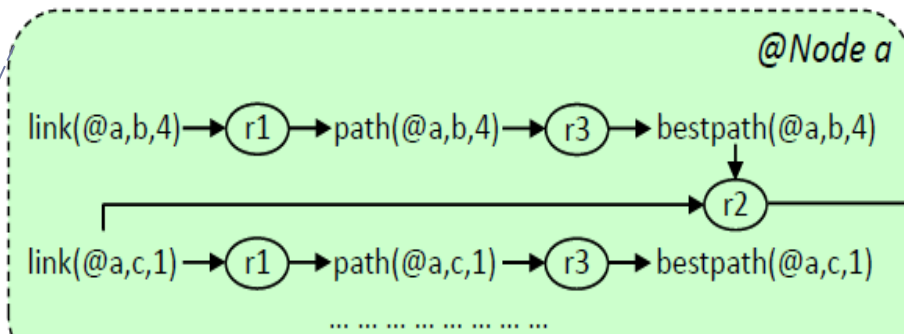 @Node a
link(@a,b,4) r1 path(@a,b,4) r3 bestpath(@a,b,4)
r2
link(@a,c,1) r1 path(@a,c,1) r3 bestpath(@a,c,1)
... ... ... ... ... ... ... ...